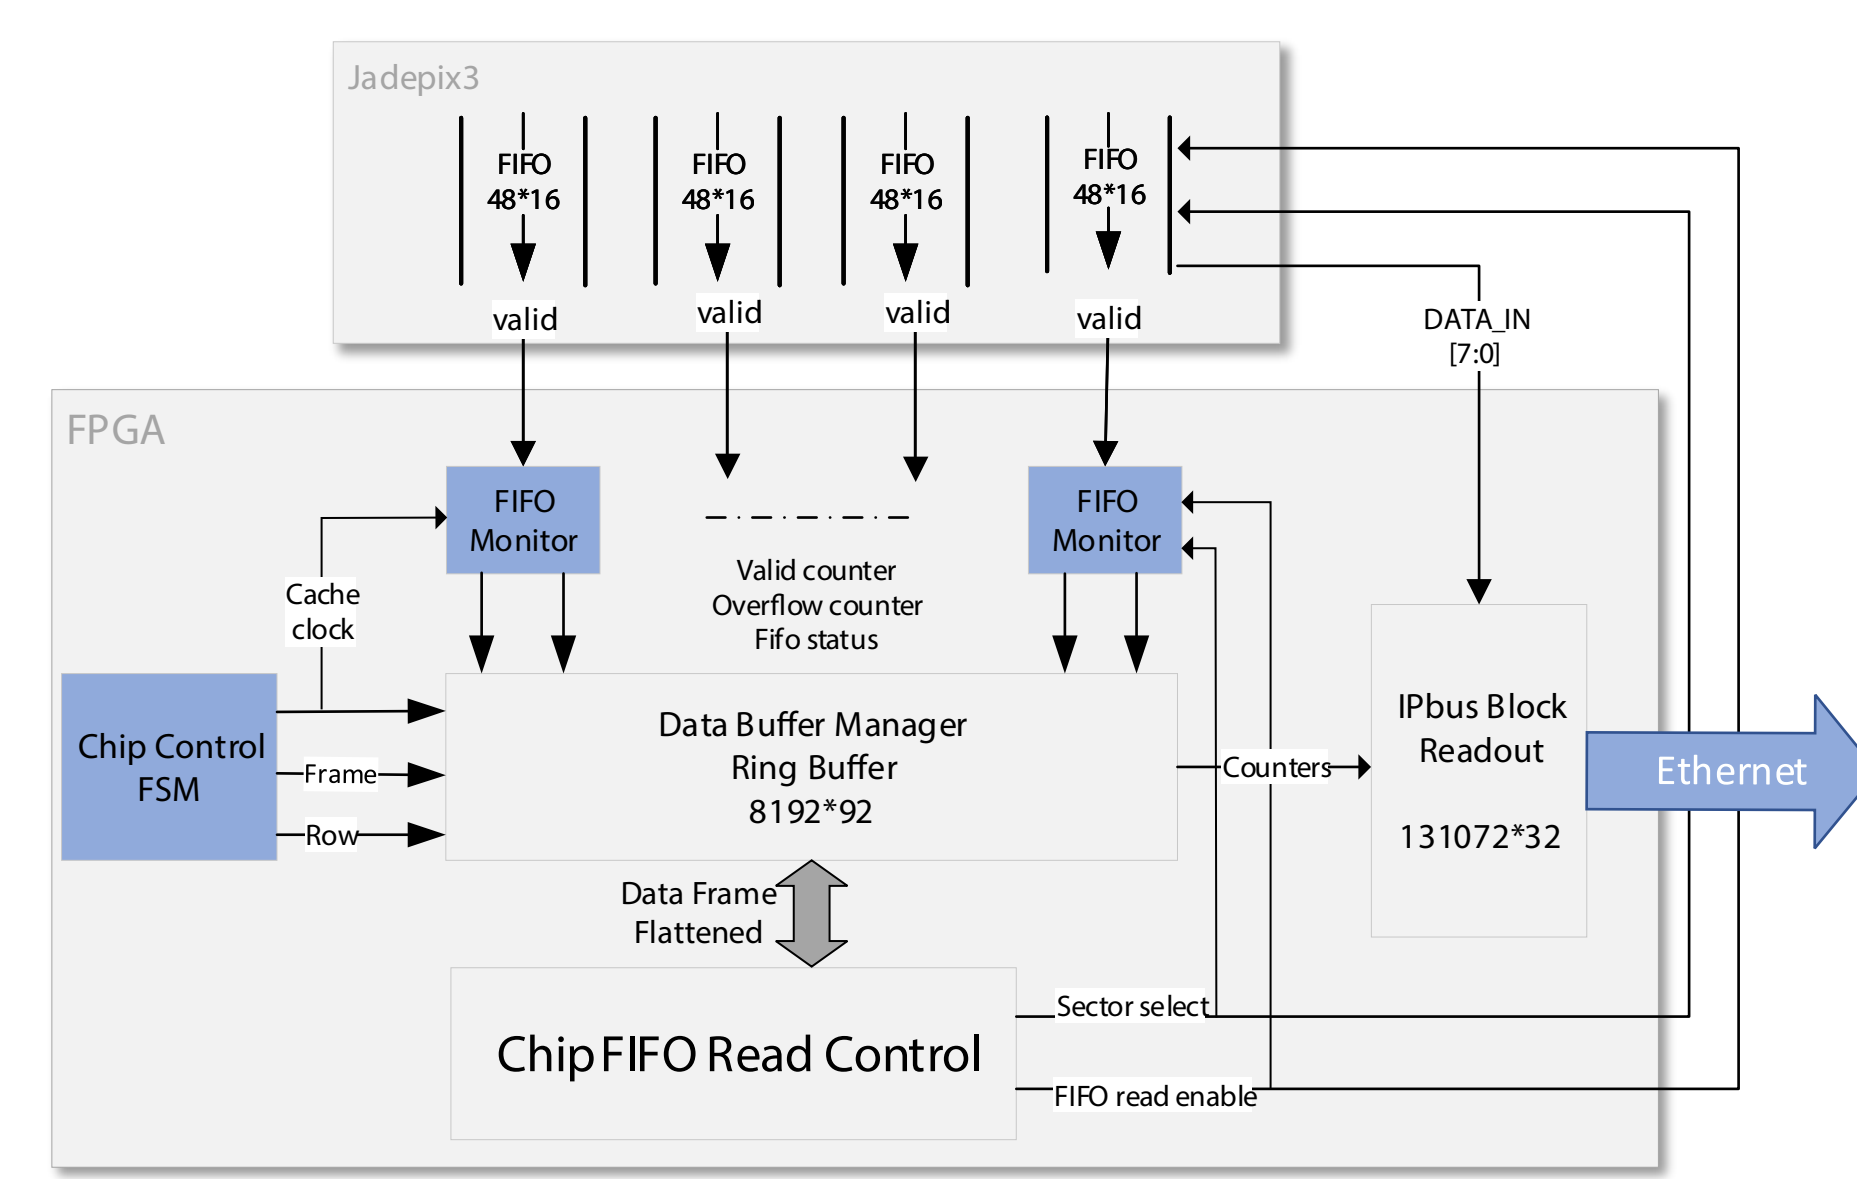 Jadepix3
FIFO
48*16
FIFO
48*16
FIFO
48*16
FIFO
48*16
valid
valid
valid
valid
DATA_IN
[7:0]
FPGA
FIFO
Monitor
FIFO
Monitor
Cache
clock
Valid counter
Overflow counter
Fifo status
Chip Control
FSM
Frame
Row
Data Buffer Manager
Ring Buffer
8192*92
Counters
IPbus Block
Readout
131072*32
Ethernet
Data Frame
Flattened
Chip FIFO Read Control
Sector select
FIFO read enable